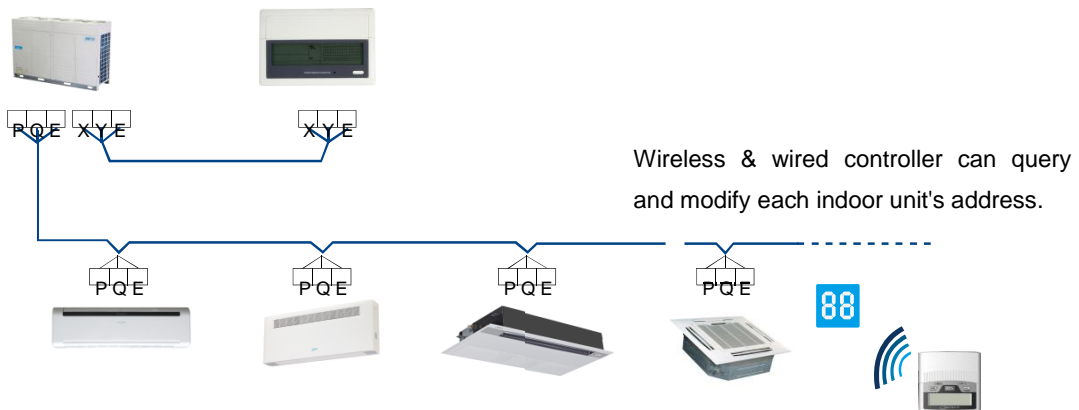 P Q E X Y E X Y E
Wireless & wired controller can query
and modify each indoor unit's address.
P Q E P Q E P Q E P Q E
88